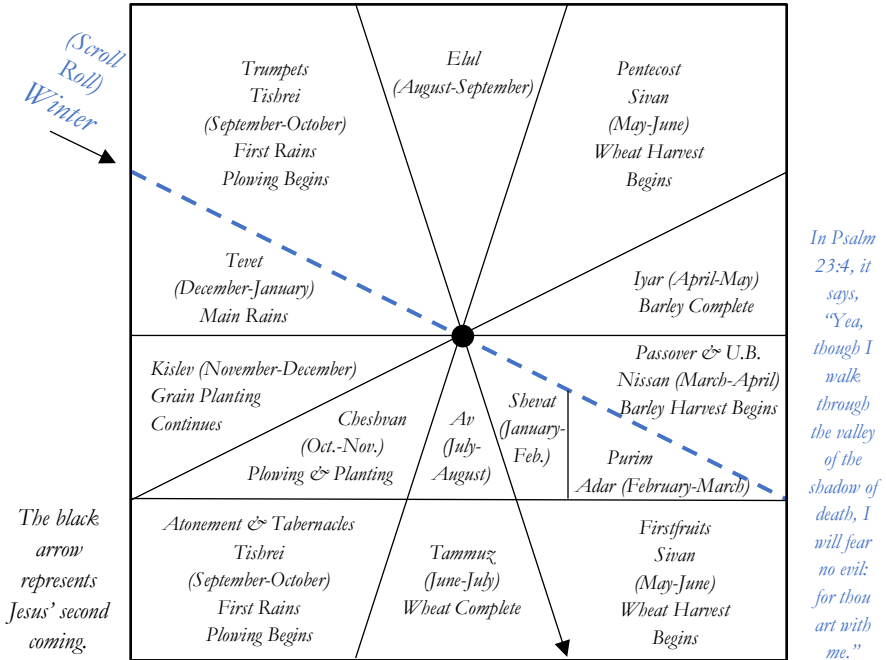 (Scroll
Roll)
Winter
Trumpets
Tishrei
(September-October)
First Rains
Plowing Begins
Elul
(August-September)
Pentecost
Sivan
(May-June)
Wheat Harvest
Begins
Tevet
(December-January)
Main Rains
Iyar (April-May)
Barley Complete
Kislev (November-December)
Grain Planting
Continues
Cheshvan
(Oct.-Nov.)
Plowing & Planting
Av
(July-
August)
Shevat
(January-
Feb.)
Passover & U.B.
Nissan (March-April)
Barley Harvest Begins
Purim
Adar (February-March)
Atonement & Tabernacles
Tishrei
(September-October)
First Rains
Plowing Begins
Tammuz
(June-July)
Wheat Complete
Firstfruits
Sivan
(May-June)
Wheat Harvest
Begins
The black
arrow
represents
Jesus’ second
coming.
In Psalm
23:4, it
says,
“Yea,
though I
walk
through
the valley
of the
shadow of
death, I
will fear
no evil:
for thou
art with
me.”